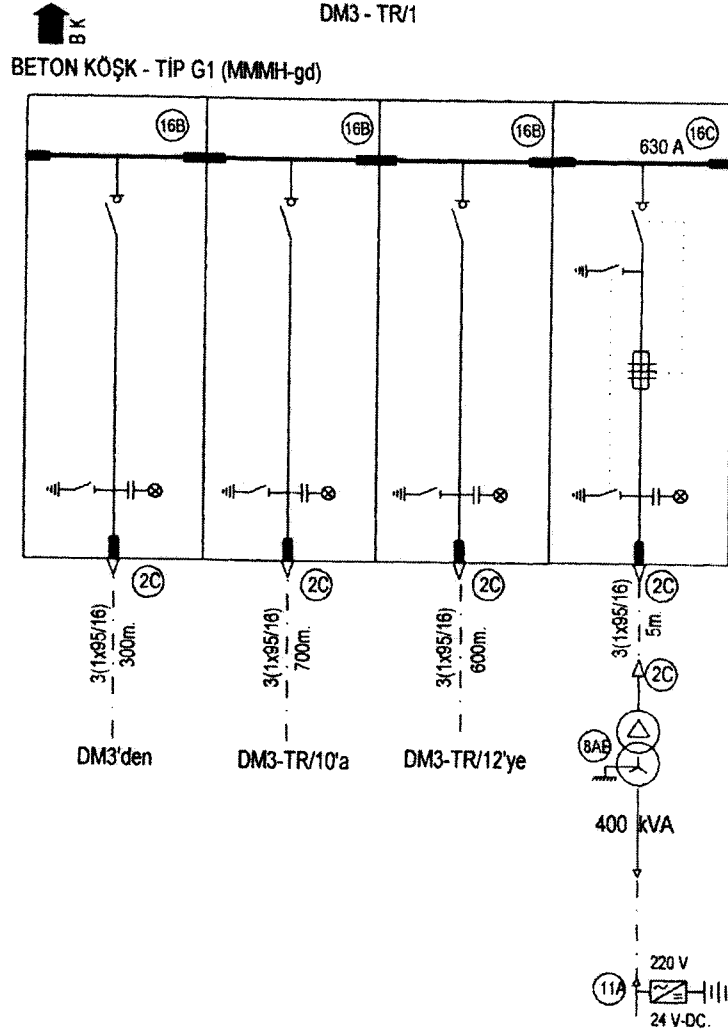 DM3 - TR/1
BK
BETON KÖŞK - TİP G1 (MMMH-gd)
16B
16B
16B
630 A
16C
2C
2C
2C
2C
3(1x95/16)
300m.
3(1x95/16)
700m.
3(1x95/16)
600m.
3(1x95/16)
5m.
2C
DM3'den
DM3-TR/10'a
DM3-TR/12'ye
400 kVA
220 V
11A
24 V-DC.